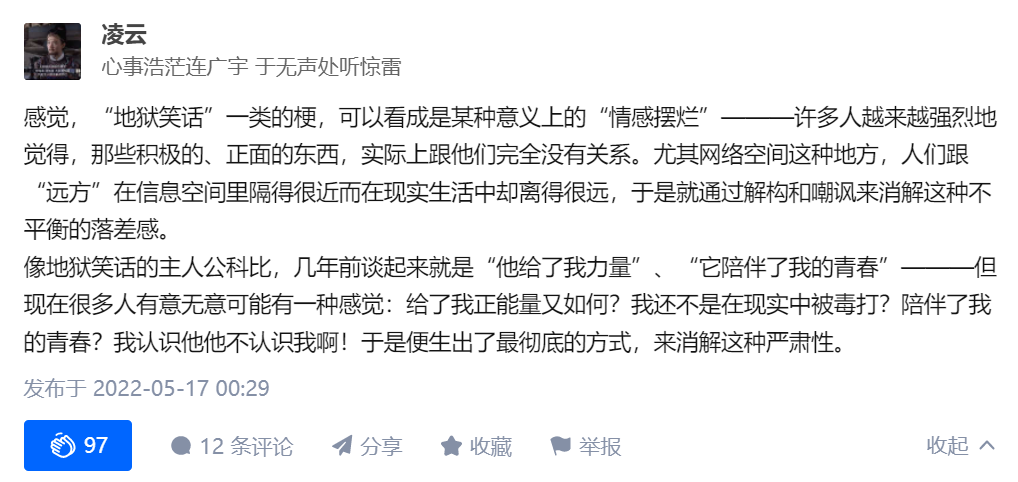 凌云
心事浩茫连广宇 于无声处听惊雷
感觉，“地狱笑话”一类的梗，可以看成是某种意义上的“情感摆烂”————许多人越来越强烈地
觉得，那些积极的、正面的东西，实际上跟他们完全没有关系。尤其网络空间这种地方，人们跟
“远方”在信息空间里隔得很近而在现实生活中却离得很远，于是就通过解构和嘲讽来消解这种不
平衡的落差感。
像地狱笑话的主人公科比，几年前谈起来就是“他给了我力量”、“它陪伴了我的青春”————但
现在很多人有意无意可能有一种感觉：给了我正能量又如何？我还不是在现实中被毒打？陪伴了我
的青春？我认识他他不认识我啊！于是便生出了最彻底的方式，来消解这种严肃性。
发布于 2022-05-17 00:29
97 12 条评论 分享 收藏 举报 收起